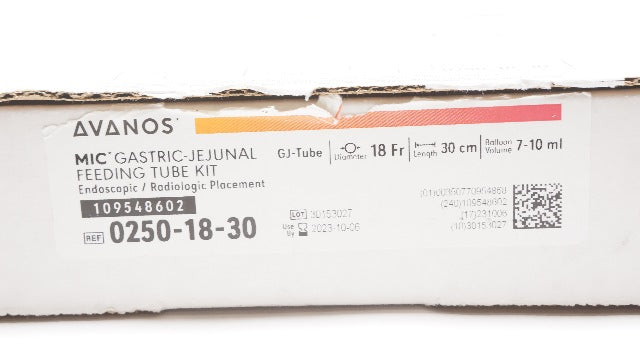 AVANOS
MIC* GASTRIC-JEJUNAL
FEEDING TUBE KIT
Endoscopic / Radiologic Placement
109548602
REF 0250-18-30
GJ-Tube
Diameter 18 Fr
Length 30 cm
Balloon
Volume 7-10 ml
LOT 30153027
Use
By 2023-10-06
(240)109548602
(17)231006
(10)30153027